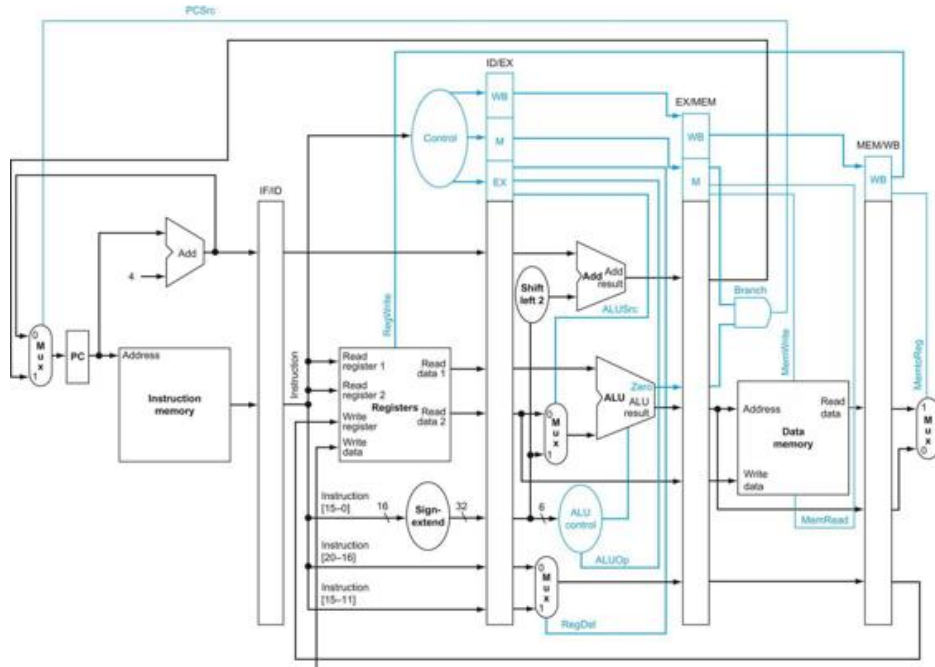 PCSrc
ID/EX
WB
EX/MEM
Control
M
WB
MEM/WB
EX
M
WB
IF/ID
Add
4
Shift
left 2
Add
Add
result
Branch
ALUSrc
RegWrite
0
M
u
x
1
PC
Address
Instruction
memory
Instruction
Read
register 1
Read
data 1
Read
register 2
Registers
Write
register
Read
data 2
Write
data
0
M
u
x
1
Zero
ALU
ALU
result
MemWrite
Address
Read
data
Data
memory
Write
data
MemtoReg
1
M
u
x
0
Instruction
[15–0]
16
Sign-
extend
32
6
ALU
control
MemRead
Instruction
[20–16]
ALUOp
Instruction
[15–11]
0
M
u
x
1
RegDst